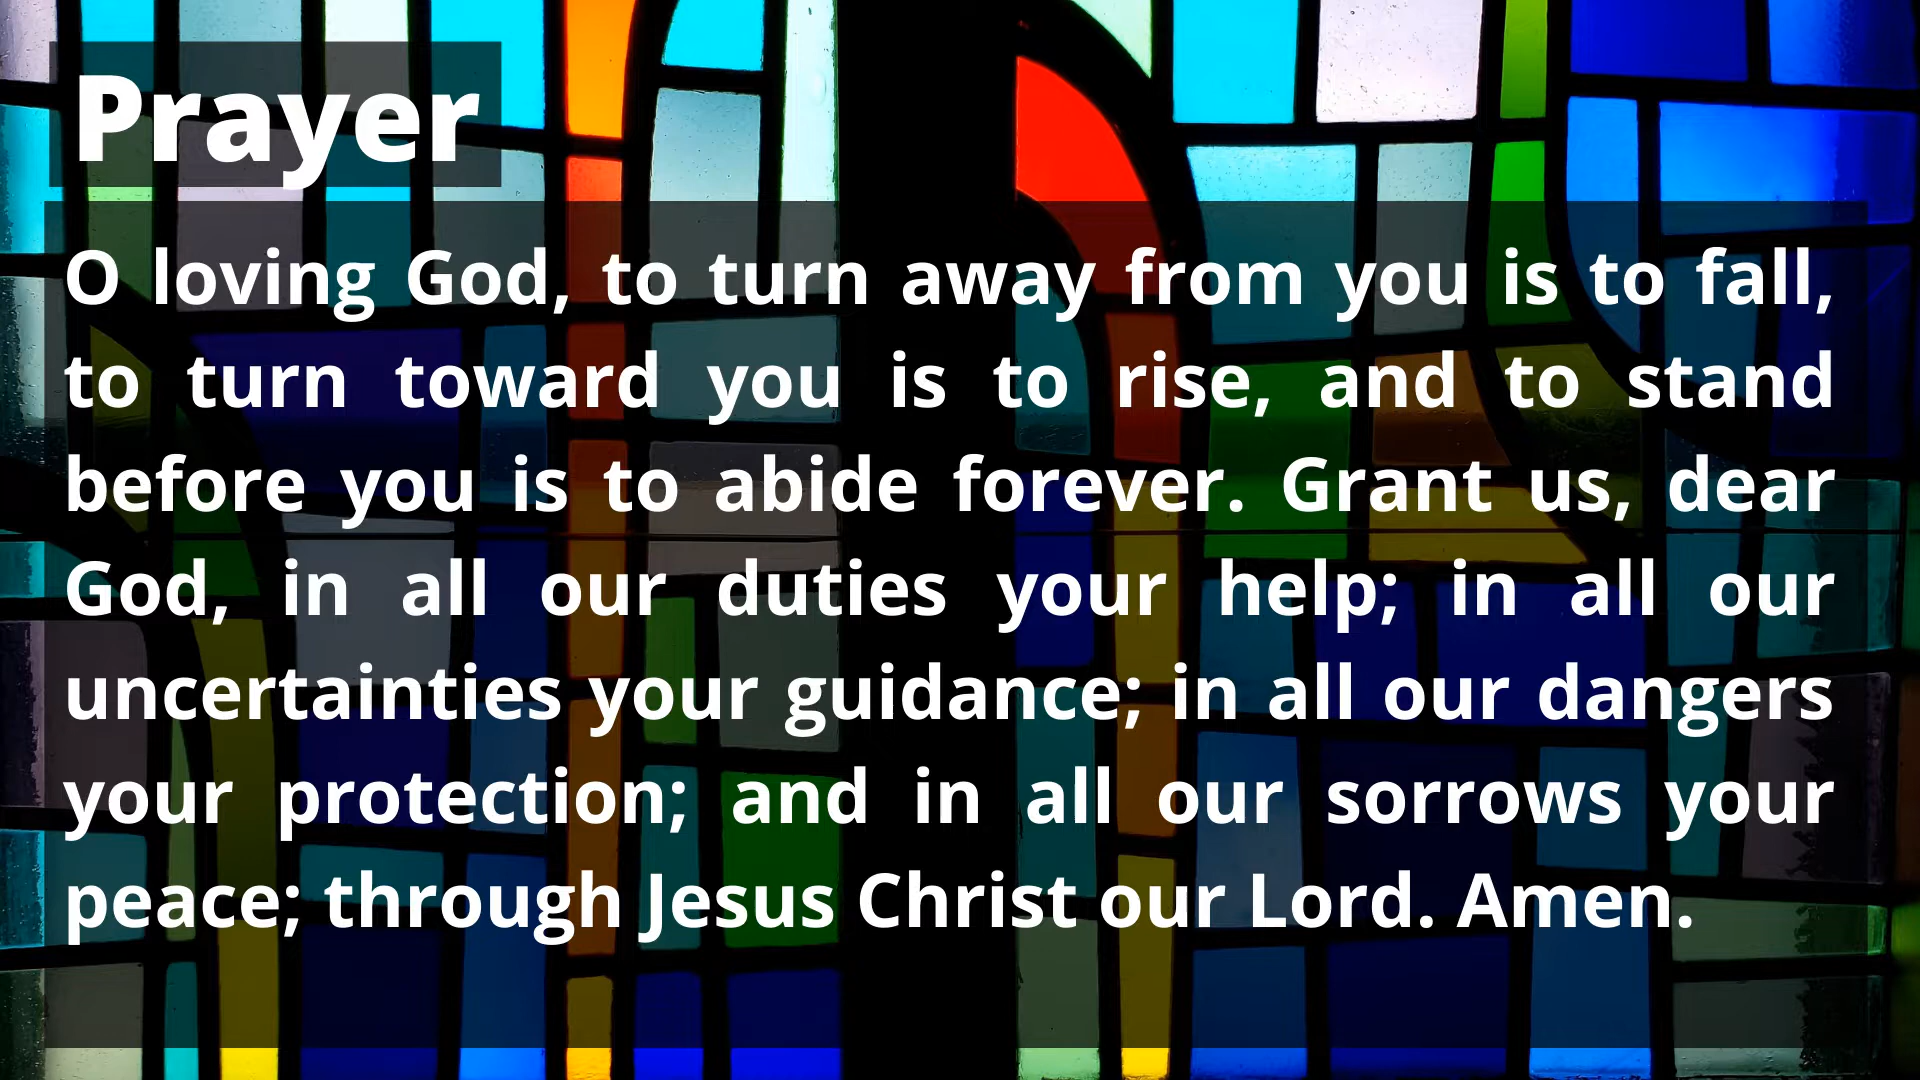 Prayer
O loving God, to turn away from you is to fall,
to turn toward you is to rise, and to stand
before you is to abide forever. Grant us, dear
God, in all our duties your help; in all our
uncertainties your guidance; in all our dangers
your protection; and in all our sorrows your
peace; through Jesus Christ our Lord. Amen.